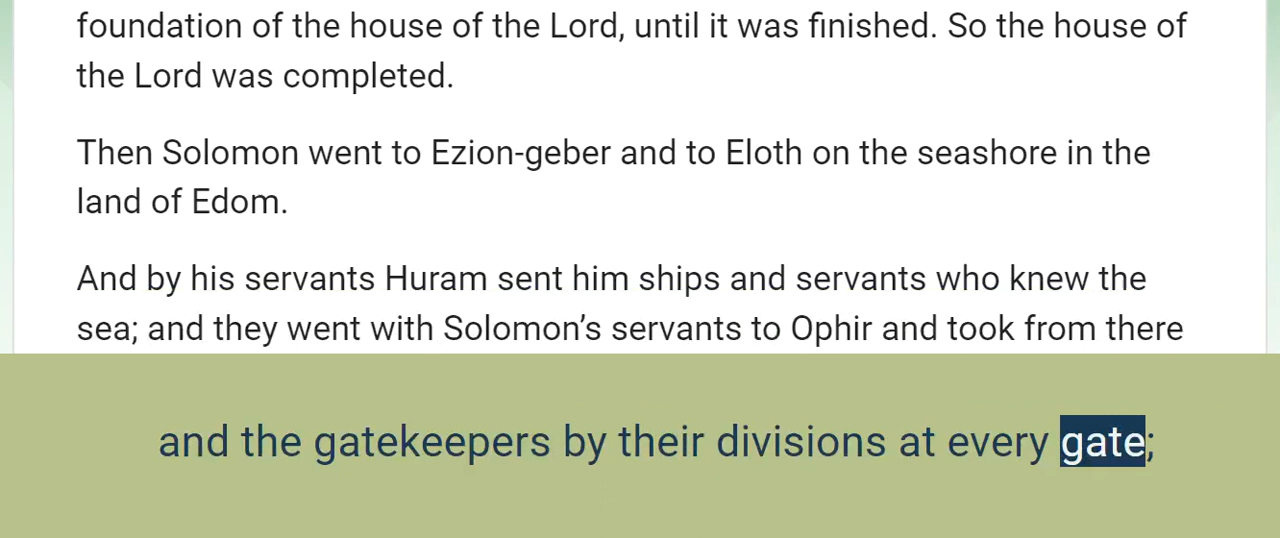 foundation of the house of the Lord, until it was finished. So the house of
the Lord was completed.
Then Solomon went to Ezion-geber and to Eloth on the seashore in the
land of Edom.
And by his servants Huram sent him ships and servants who knew the
sea; and they went with Solomon’s servants to Ophir and took from there
and the gatekeepers by their divisions at every gate;